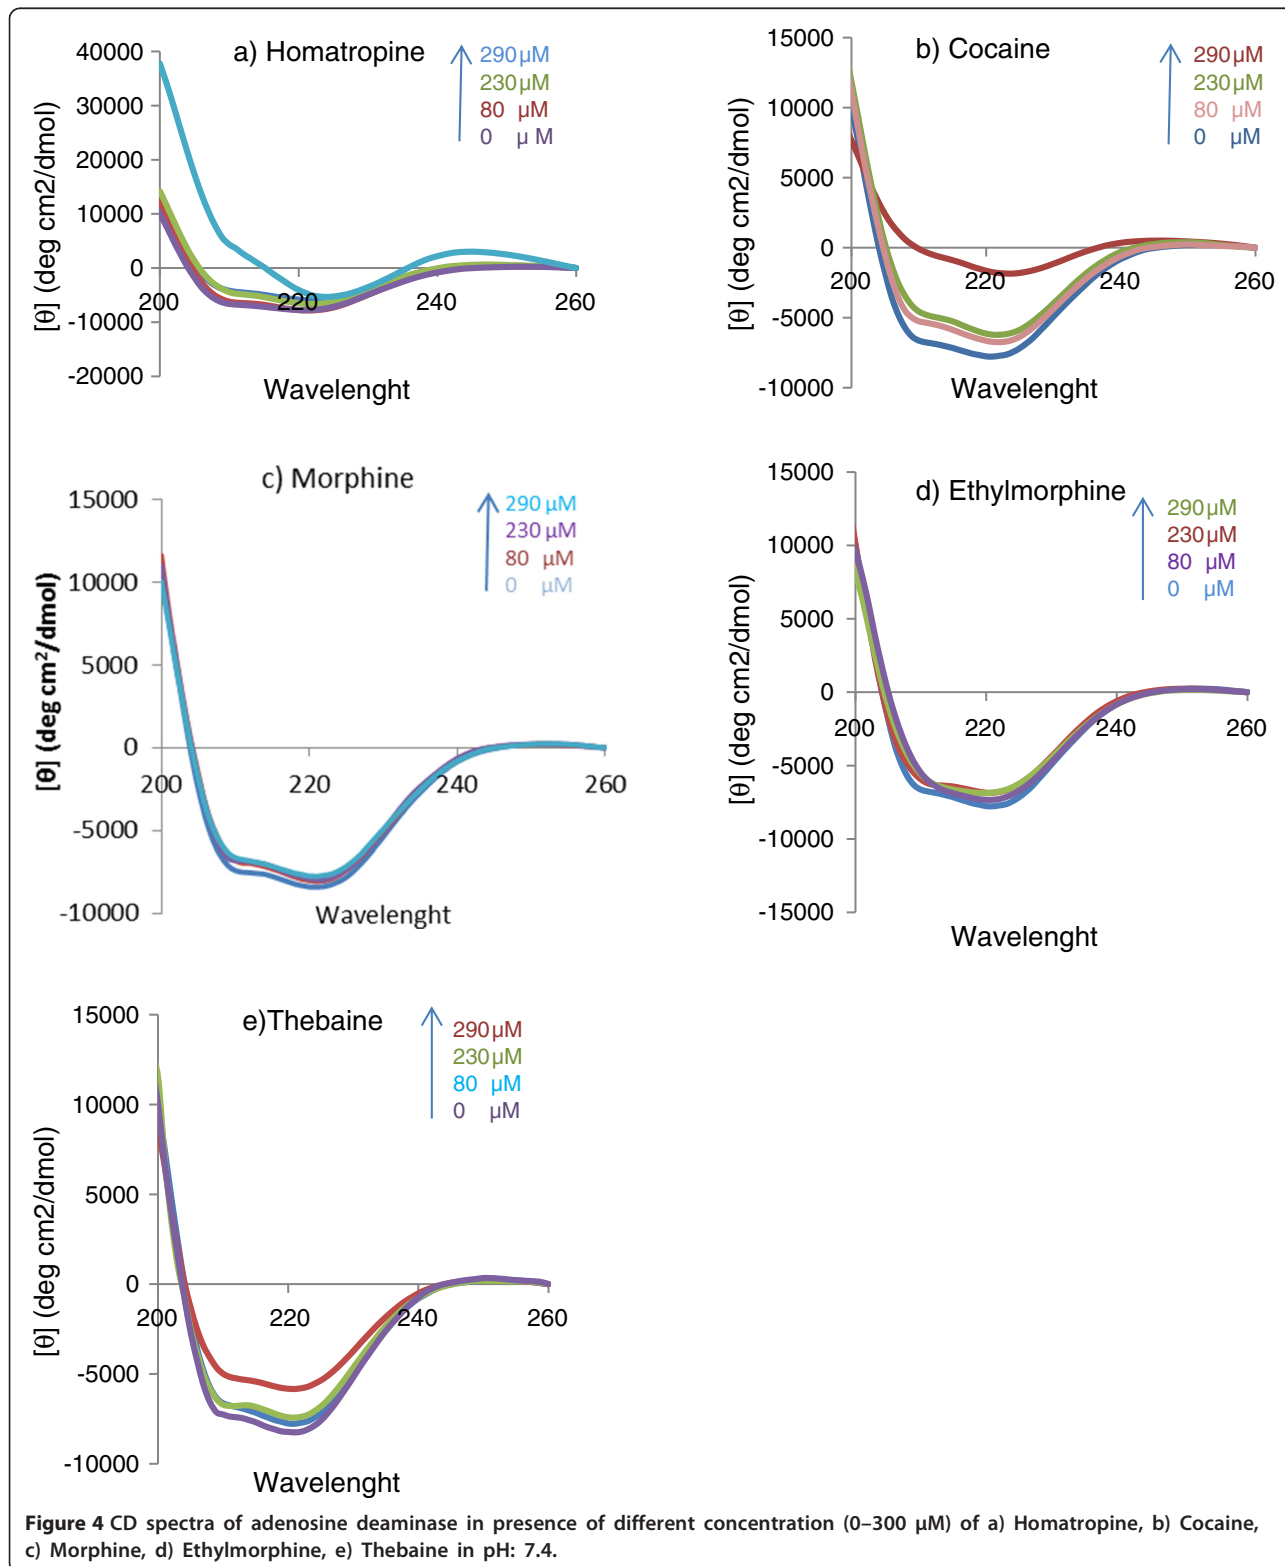 a) Homatropine
290 µM
230 µM
80 µM
0 µ M
40000
30000
20000
10000
0
-10000
-20000
200
220
240
260
[θ] (deg cm2/dmol)
Wavelenght
b) Cocaine
290 µM
230 µM
80 µM
0 µM
15000
10000
5000
0
-5000
-10000
200
220
240
260
[θ] (deg cm2/dmol)
Wavelenght
c) Morphine
290 µM
230 µM
80 µM
0 µM
15000
10000
5000
0
-5000
-10000
200
220
240
260
[θ] (deg cm²/dmol)
Wavelenght
d) Ethylmorphine
290 µM
230 µM
80 µM
0 µM
15000
10000
5000
0
-5000
-10000
-15000
200
220
240
260
[θ] (deg cm2/dmol)
Wavelenght
e)Thebaine
290 µM
230 µM
80 µM
0 µM
15000
10000
5000
0
-5000
-10000
200
220
240
260
[θ] (deg cm2/dmol)
Wavelenght
Figure 4 CD spectra of adenosine deaminase in presence of different concentration (0–300 µM) of a) Homatropine, b) Cocaine,
c) Morphine, d) Ethylmorphine, e) Thebaine in pH: 7.4.